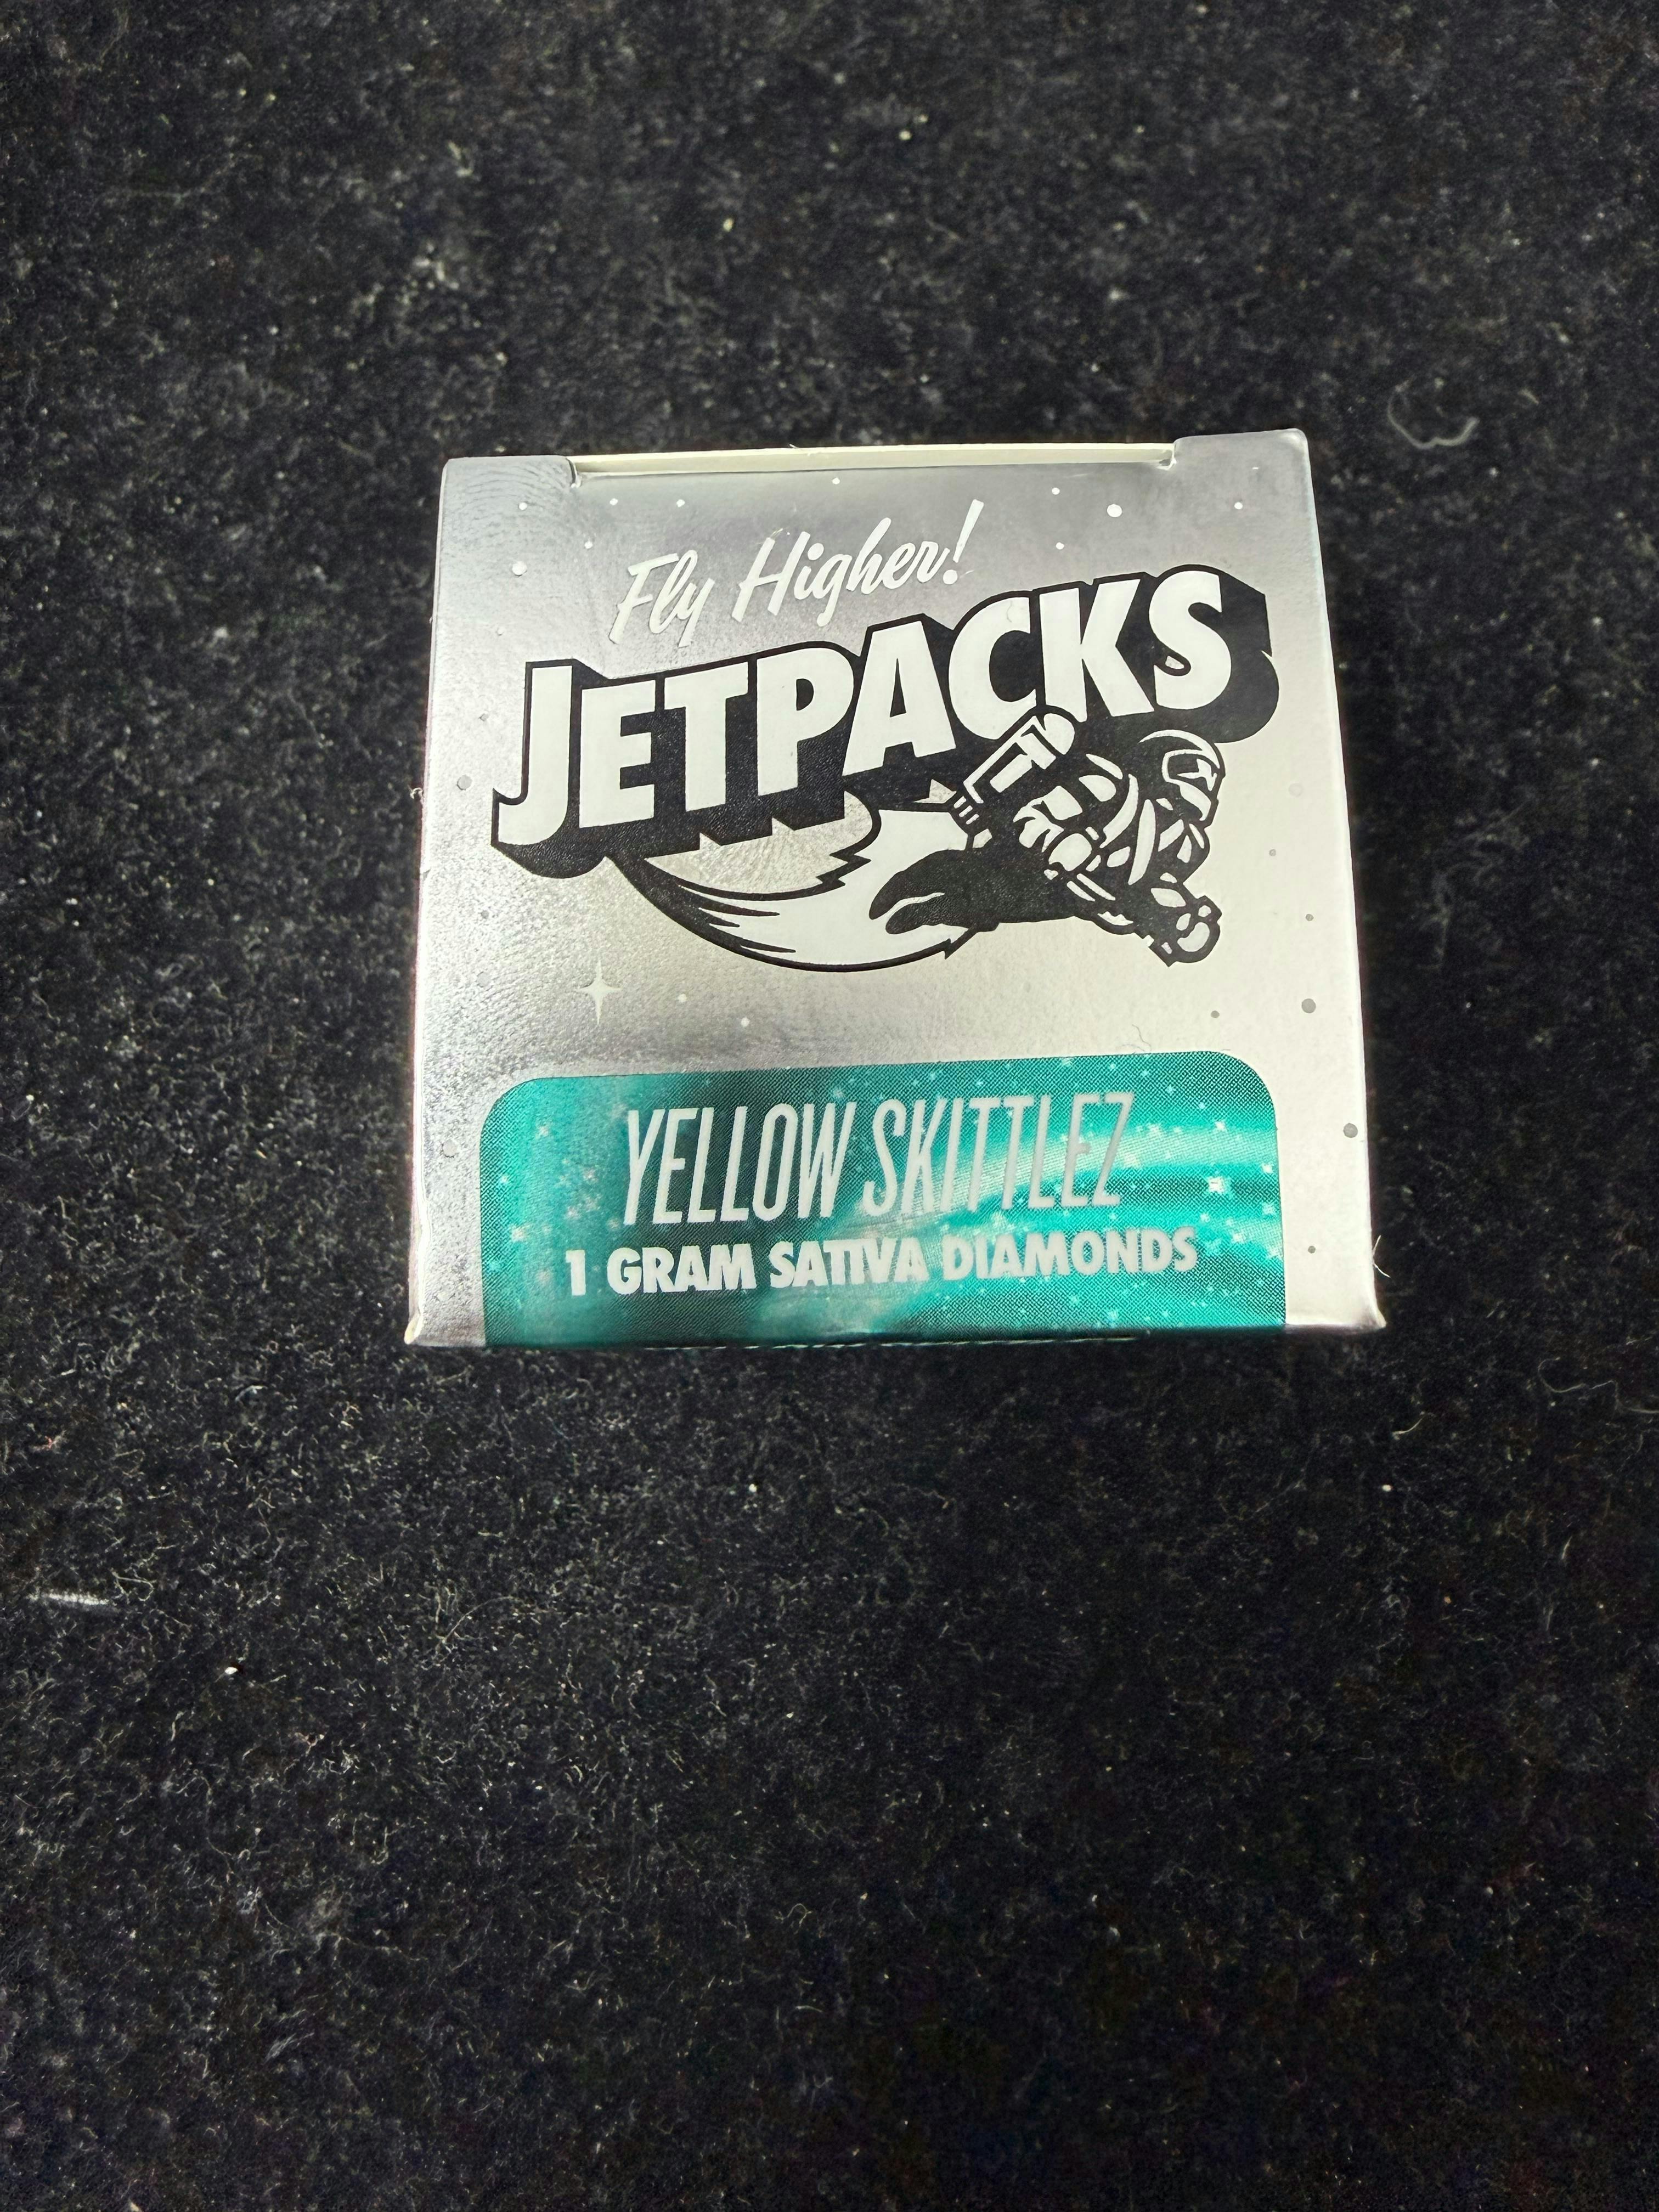 Fly Higher!
JETPACKS
YELLOW SKITTLEZ
1 GRAM SATIVA DIAMONDS